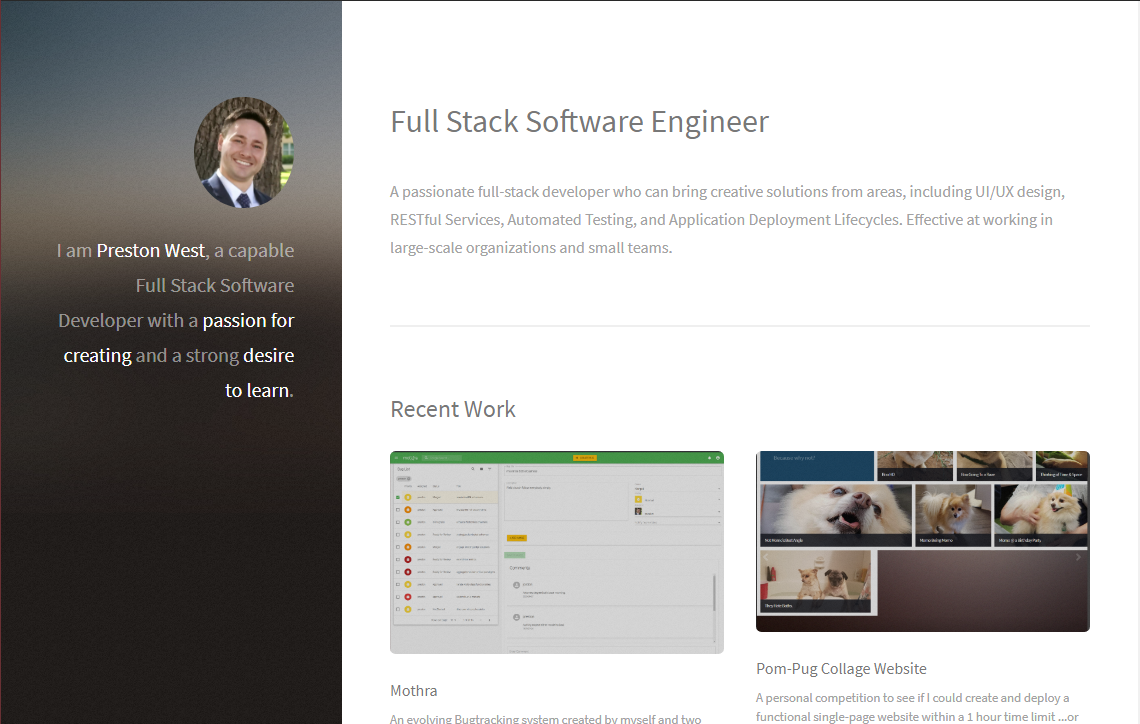 I am Preston West, a capable
Full Stack Software
Developer with a passion for
creating and a strong desire
to learn.
Full Stack Software Engineer
A passionate full-stack developer who can bring creative solutions from areas, including UI/UX design,
RESTful Services, Automated Testing, and Application Deployment Lifecycles. Effective at working in
large-scale organizations and small teams.
Recent Work
Comments
Mothra
An evolving Bugtracking system created by myself and two
Pom-Pug Collage Website
A personal competition to see if I could create and deploy a
functional single-page website within a 1 hour time limit ...or